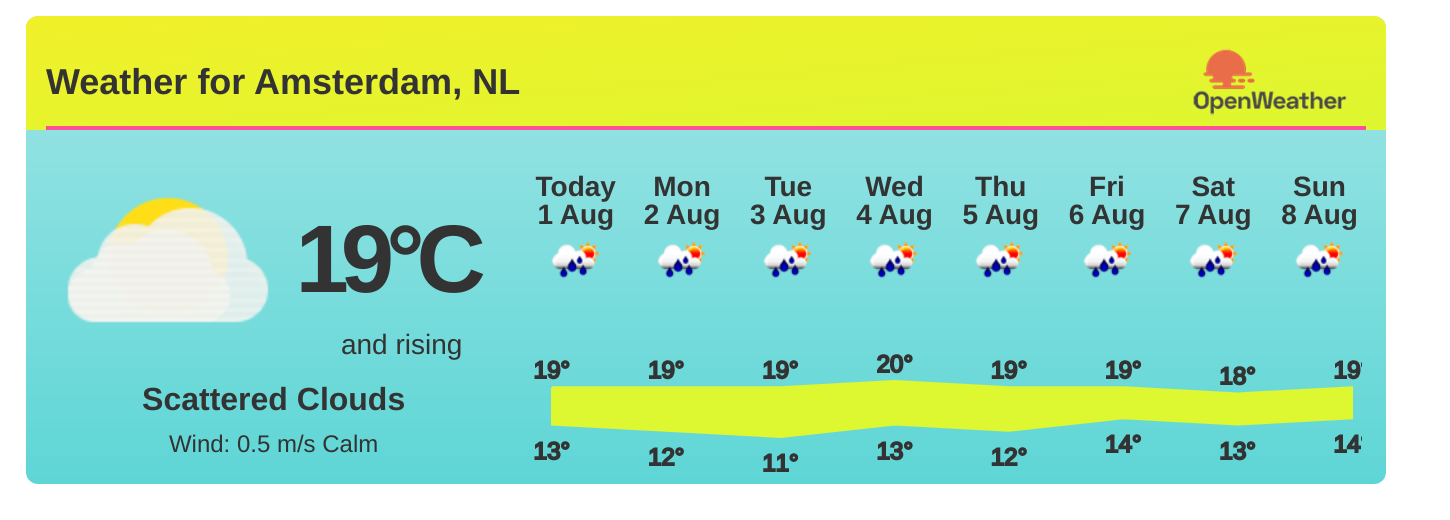 Weather for Amsterdam, NL
OpenWeather
Today Mon Tue Wed Thu Fri Sat Sun
1 Aug 2 Aug 3 Aug 4 Aug 5 Aug 6 Aug 7 Aug 8 Aug
19°C
and rising
Scattered Clouds
Wind: 0.5 m/s Calm
19° 19° 19° 20° 19° 19° 18° 19°
13° 12° 11° 13° 12° 14° 13° 14